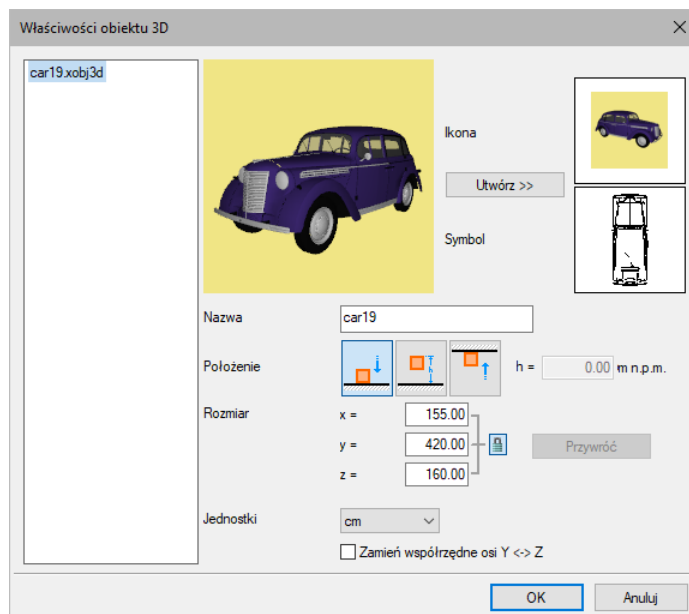 Właściwości obiektu 3D
car19.xobj3d
Ikona
Utwórz >>
Symbol
Nazwa
car19
Położenie
h
h = 0.00 m n.p.m.
Rozmiar
x = 155.00
y = 420.00
Przywróć
z = 160.00
Jednostki
cm
Zamień współrzędne osi Y <-> Z
OK
Anuluj